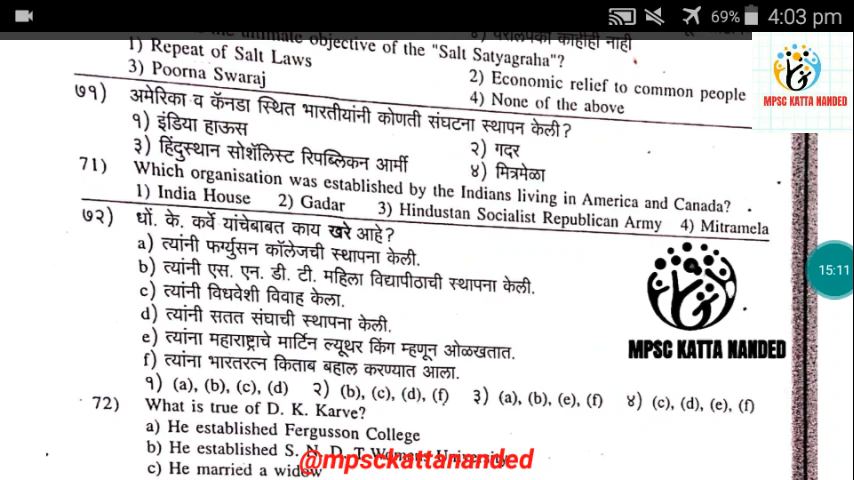 69% 4:03 pm
ultimate objective of the "Salt Satyagraha"?
1) Repeat of Salt Laws
2) Economic relief to common people
3) Poorna Swaraj
4) None of the above
MPSC KATTA NANDED
७१) अमेरिका व कॅनडा स्थित भारतीयांनी कोणती संघटना स्थापन केली?
१) इंडिया हाऊस
२) गदर
३) हिंदुस्थान सोशॅलिस्ट रिपब्लिकन आर्मी
४) मित्रमेळा
71) Which organisation was established by the Indians living in America and Canada?
1) India House 2) Gadar 3) Hindustan Socialist Republican Army 4) Mitramela
७२) धों. के. कर्वे यांचेबाबत काय खरे आहे?
a) त्यांनी फर्ग्युसन कॉलेजची स्थापना केली.
b) त्यांनी एस. एन. डी. टी. महिला विद्यापीठाची स्थापना केली.
c) त्यांनी विधवेशी विवाह केला.
d) त्यांनी सतत संघाची स्थापना केली.
e) त्यांना महाराष्ट्राचे मार्टिन ल्यूथर किंग म्हणून ओळखतात.
f) त्यांना भारतरत्न किताब बहाल करण्यात आला.
१) (a), (b), (c), (d) २) (b), (c), (d), (f) ३) (a), (b), (e), (f) ४) (c), (d), (e), (f)
72) What is true of D. K. Karve?
a) He established Fergusson College
b) He established S. N. D. T. Womens University
c) He married a widow
15:11
MPSC KATTA NANDED
@mpsckattananded